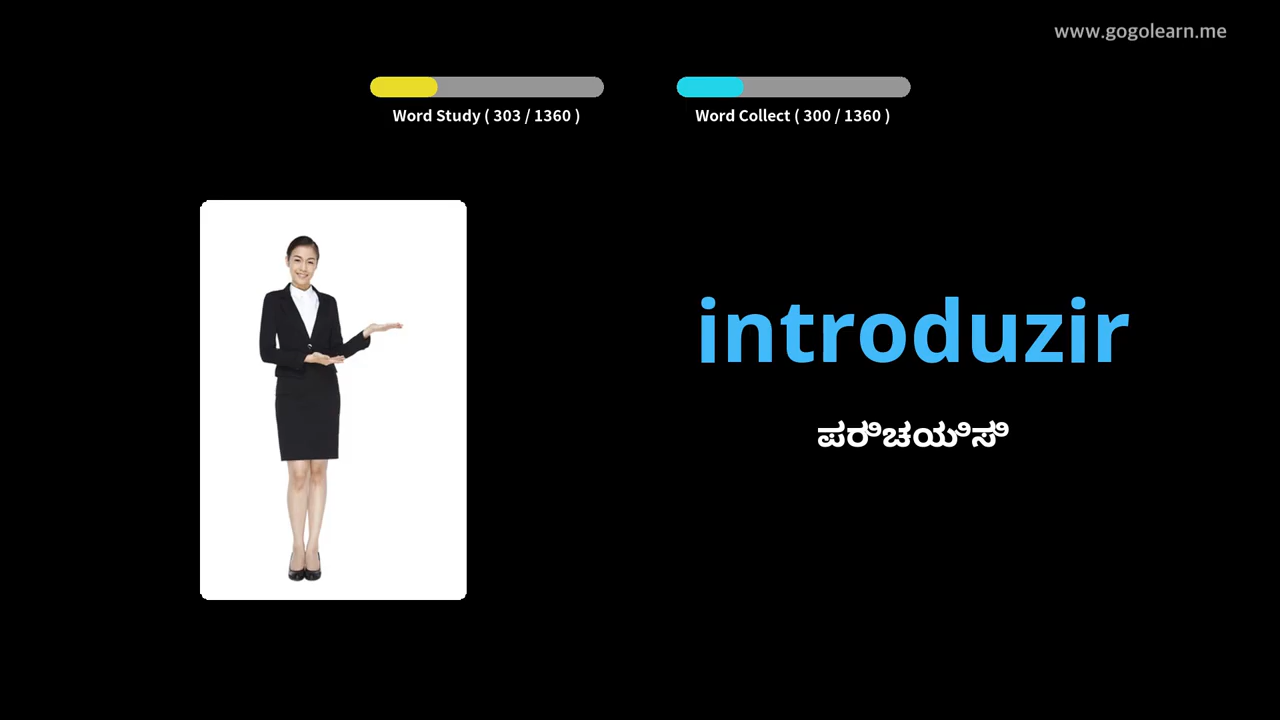 www.gogolearn.me
Word Study ( 303 / 1360 )
Word Collect ( 300 / 1360 )
introduzir
ಪರಿಚಯಿಸಿ